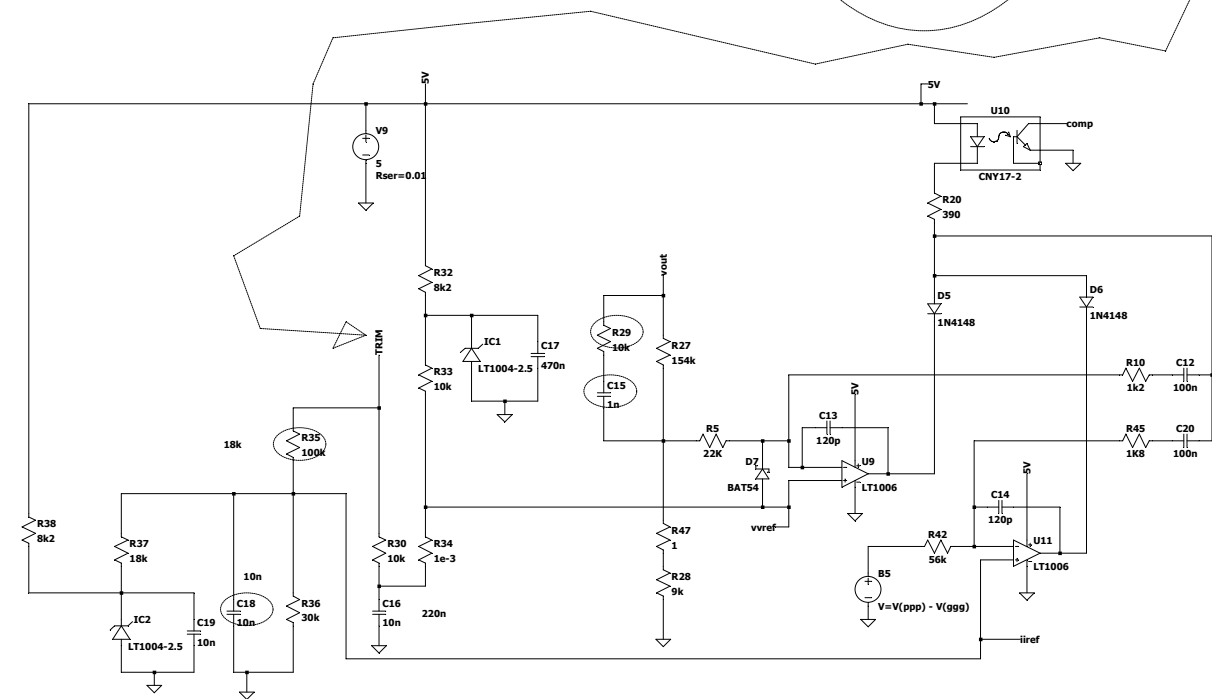 5V
5V
U10
comp
CNY17-2
V9
5
Rser=0.01
R20
390
vout
R32
8k2
D5
1N4148
D6
1N4148
TRIM
IC1
LT1004-2.5
C17
470n
R29
10k
R27
154k
R33
10k
C15
1n
R10
1k2
C12
100n
5V
18k
R35
100k
R5
22K
C13
120p
R45
1K8
C20
100n
D7
BAT54
U9
LT1006
5V
C14
120p
vvref
R38
8k2
R37
18k
R30
10k
R34
1e-3
R47
1
R42
56k
U11
LT1006
10n
C18
10n
R36
30k
C16
10n
220n
R28
9k
B5
V=V(ppp) - V(ggg)
IC2
LT1004-2.5
C19
10n
iiref